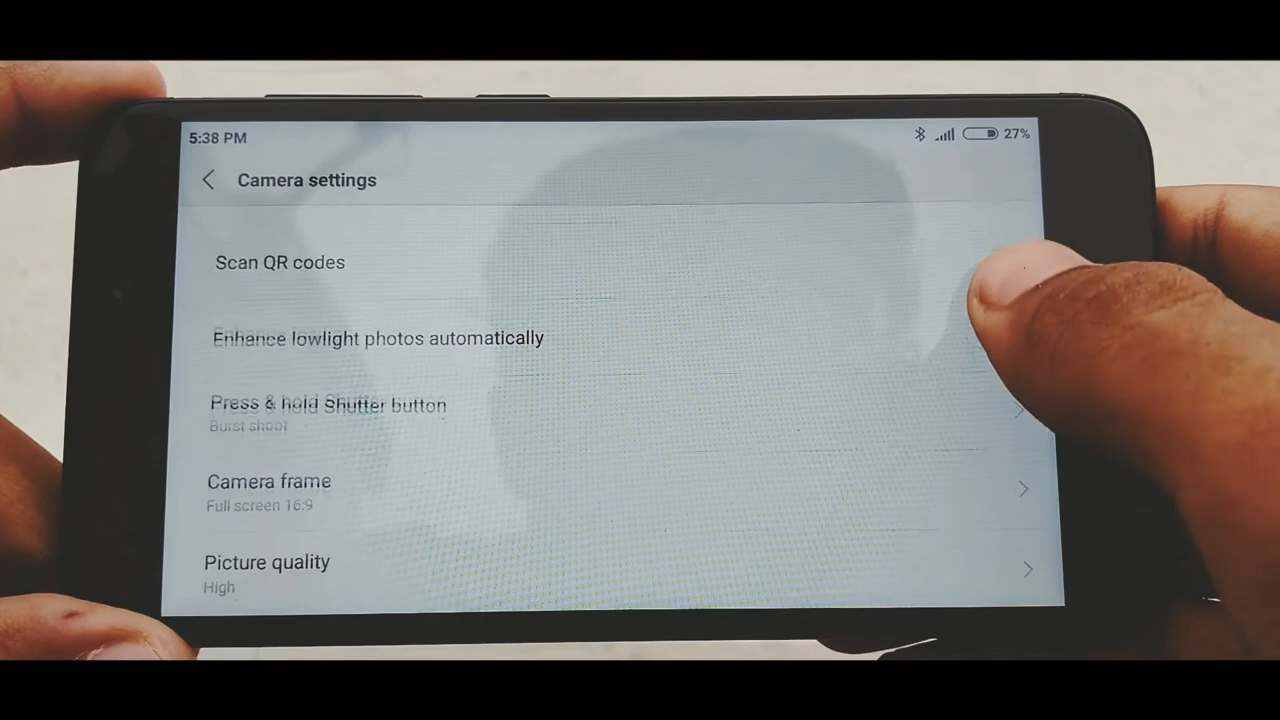 5:38 PM
27%
Camera settings
Scan QR codes
Enhance lowlight photos automatically
Press & hold Shutter button
Burst shoot
Camera frame
Full screen 16:9
Picture quality
High